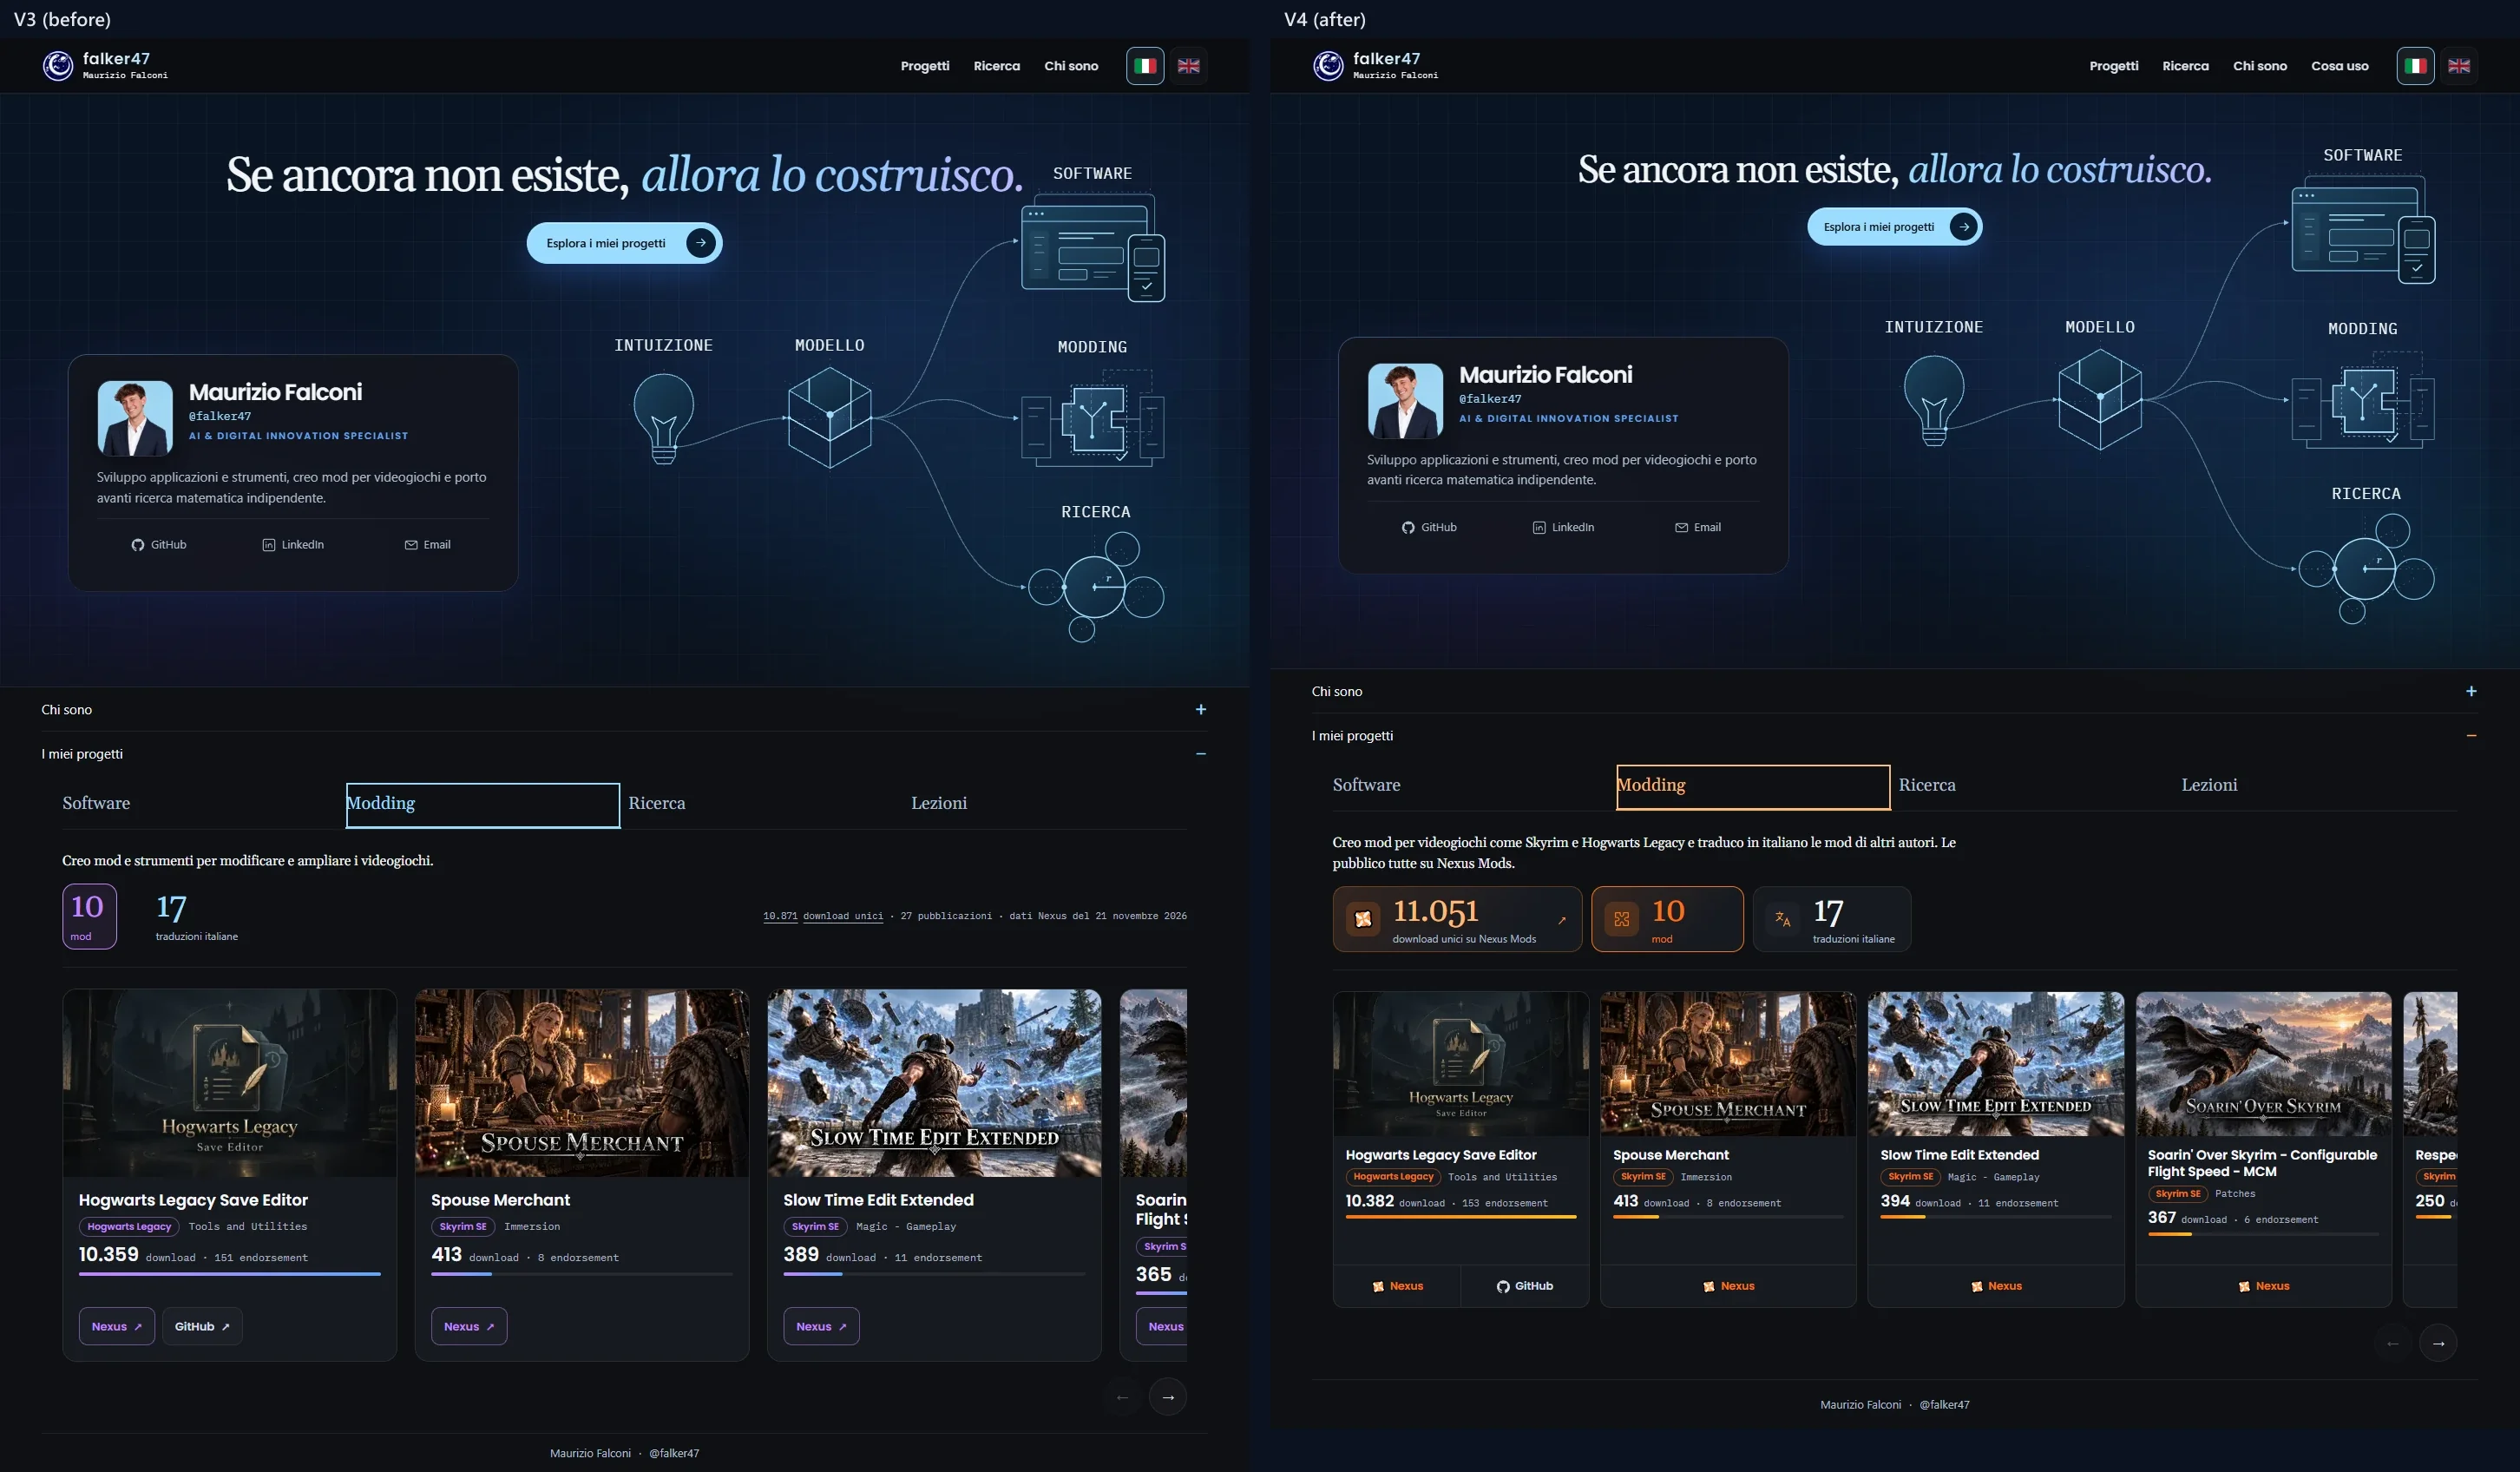 V3 (before)
falker47
Maurizio Falconi
Progetti
Ricerca
Chi sono
Se ancora non esiste, allora lo costruisco.
Esplora i miei progetti
SOFTWARE
INTUIZIONE
MODELLO
MODDING
RICERCA
r
Maurizio Falconi
@falker47
AI & DIGITAL INNOVATION SPECIALIST
Sviluppo applicazioni e strumenti, creo mod per videogiochi e porto
avanti ricerca matematica indipendente.
GitHub
LinkedIn
Email
Chi sono
I miei progetti
Software
Modding
Ricerca
Lezioni
Creo mod e strumenti per modificare e ampliare i videogiochi.
10
mod
17
traduzioni italiane
10.871 download unici · 27 pubblicazioni · dati Nexus del 21 novembre 2026
Hogwarts Legacy
Save Editor
Hogwarts Legacy Save Editor
Hogwarts Legacy Tools and Utilities
10.359 download · 151 endorsement
Nexus ↗
GitHub ↗
SPOUSE MERCHANT
Spouse Merchant
Skyrim SE Immersion
413 download · 8 endorsement
Nexus ↗
SLOW TIME EDIT EXTENDED
Slow Time Edit Extended
Skyrim SE Magic - Gameplay
389 download · 11 endorsement
Nexus ↗
Soarin
Flight S
Skyrim S
365 d
Nexus
← →
Maurizio Falconi · @falker47
V4 (after)
falker47
Maurizio Falconi
Progetti
Ricerca
Chi sono
Cosa uso
Se ancora non esiste, allora lo costruisco.
Esplora i miei progetti
SOFTWARE
INTUIZIONE
MODELLO
MODDING
RICERCA
r
Maurizio Falconi
@falker47
AI & DIGITAL INNOVATION SPECIALIST
Sviluppo applicazioni e strumenti, creo mod per videogiochi e porto
avanti ricerca matematica indipendente.
GitHub
LinkedIn
Email
Chi sono
I miei progetti
Software
Modding
Ricerca
Lezioni
Creo mod per videogiochi come Skyrim e Hogwarts Legacy e traduco in italiano le mod di altri autori. Le
pubblico tutte su Nexus Mods.
11.051
download unici su Nexus Mods
10
mod
17
traduzioni italiane
Hogwarts Legacy
Save Editor
Hogwarts Legacy Save Editor
Hogwarts Legacy Tools and Utilities
10.382 download · 153 endorsement
Nexus
GitHub
SPOUSE MERCHANT
Spouse Merchant
Skyrim SE Immersion
413 download · 8 endorsement
Nexus
SLOW TIME EDIT EXTENDED
Slow Time Edit Extended
Skyrim SE Magic - Gameplay
394 download · 11 endorsement
Nexus
SOARIN' OVER SKYRIM
Soarin' Over Skyrim - Configurable
Flight Speed - MCM
Skyrim SE Patches
367 download · 6 endorsement
Nexus
Respe
Skyrim
250 d
← →
Maurizio Falconi · @falker47